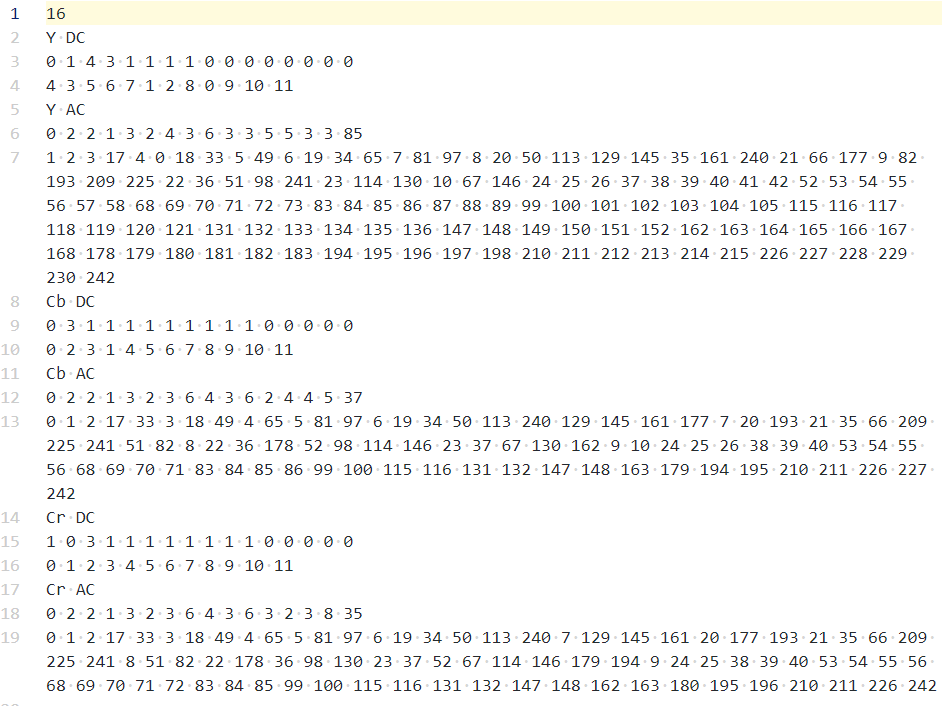 1 16
2 Y DC
3 0 1 4 3 1 1 1 1 0 0 0 0 0 0 0 0
4 4 3 5 6 7 1 2 8 0 9 10 11
5 Y AC
6 0 2 2 1 3 2 4 3 6 3 3 5 5 3 3 85
7 1 2 3 17 4 0 18 33 5 49 6 19 34 65 7 81 97 8 20 50 113 129 145 35 161 240 21 66 177 9 82
193 209 225 22 36 51 98 241 23 114 130 10 67 146 24 25 26 37 38 39 40 41 42 52 53 54 55
56 57 58 68 69 70 71 72 73 83 84 85 86 87 88 89 99 100 101 102 103 104 105 115 116 117
118 119 120 121 131 132 133 134 135 136 147 148 149 150 151 152 162 163 164 165 166 167
168 178 179 180 181 182 183 194 195 196 197 198 210 211 212 213 214 215 226 227 228 229
230 242
8 Cb DC
9 0 3 1 1 1 1 1 1 1 1 1 0 0 0 0 0
10 0 2 3 1 4 5 6 7 8 9 10 11
11 Cb AC
12 0 2 2 1 3 2 3 6 4 3 6 2 4 4 5 37
13 0 1 2 17 33 3 18 49 4 65 5 81 97 6 19 34 50 113 240 129 145 161 177 7 20 193 21 35 66 209
225 241 51 82 8 22 36 178 52 98 114 146 23 37 67 130 162 9 10 24 25 26 38 39 40 53 54 55
56 68 69 70 71 83 84 85 86 99 100 115 116 131 132 147 148 163 179 194 195 210 211 226 227
242
14 Cr DC
15 1 0 3 1 1 1 1 1 1 1 1 0 0 0 0 0
16 0 1 2 3 4 5 6 7 8 9 10 11
17 Cr AC
18 0 2 2 1 3 2 3 6 4 3 6 3 2 3 8 35
19 0 1 2 17 33 3 18 49 4 65 5 81 97 6 19 34 50 113 240 7 129 145 161 20 177 193 21 35 66 209
225 241 8 51 82 22 178 36 98 130 23 37 52 67 114 146 179 194 9 24 25 38 39 40 53 54 55 56
68 69 70 71 72 83 84 85 99 100 115 116 131 132 147 148 162 163 180 195 196 210 211 226 242